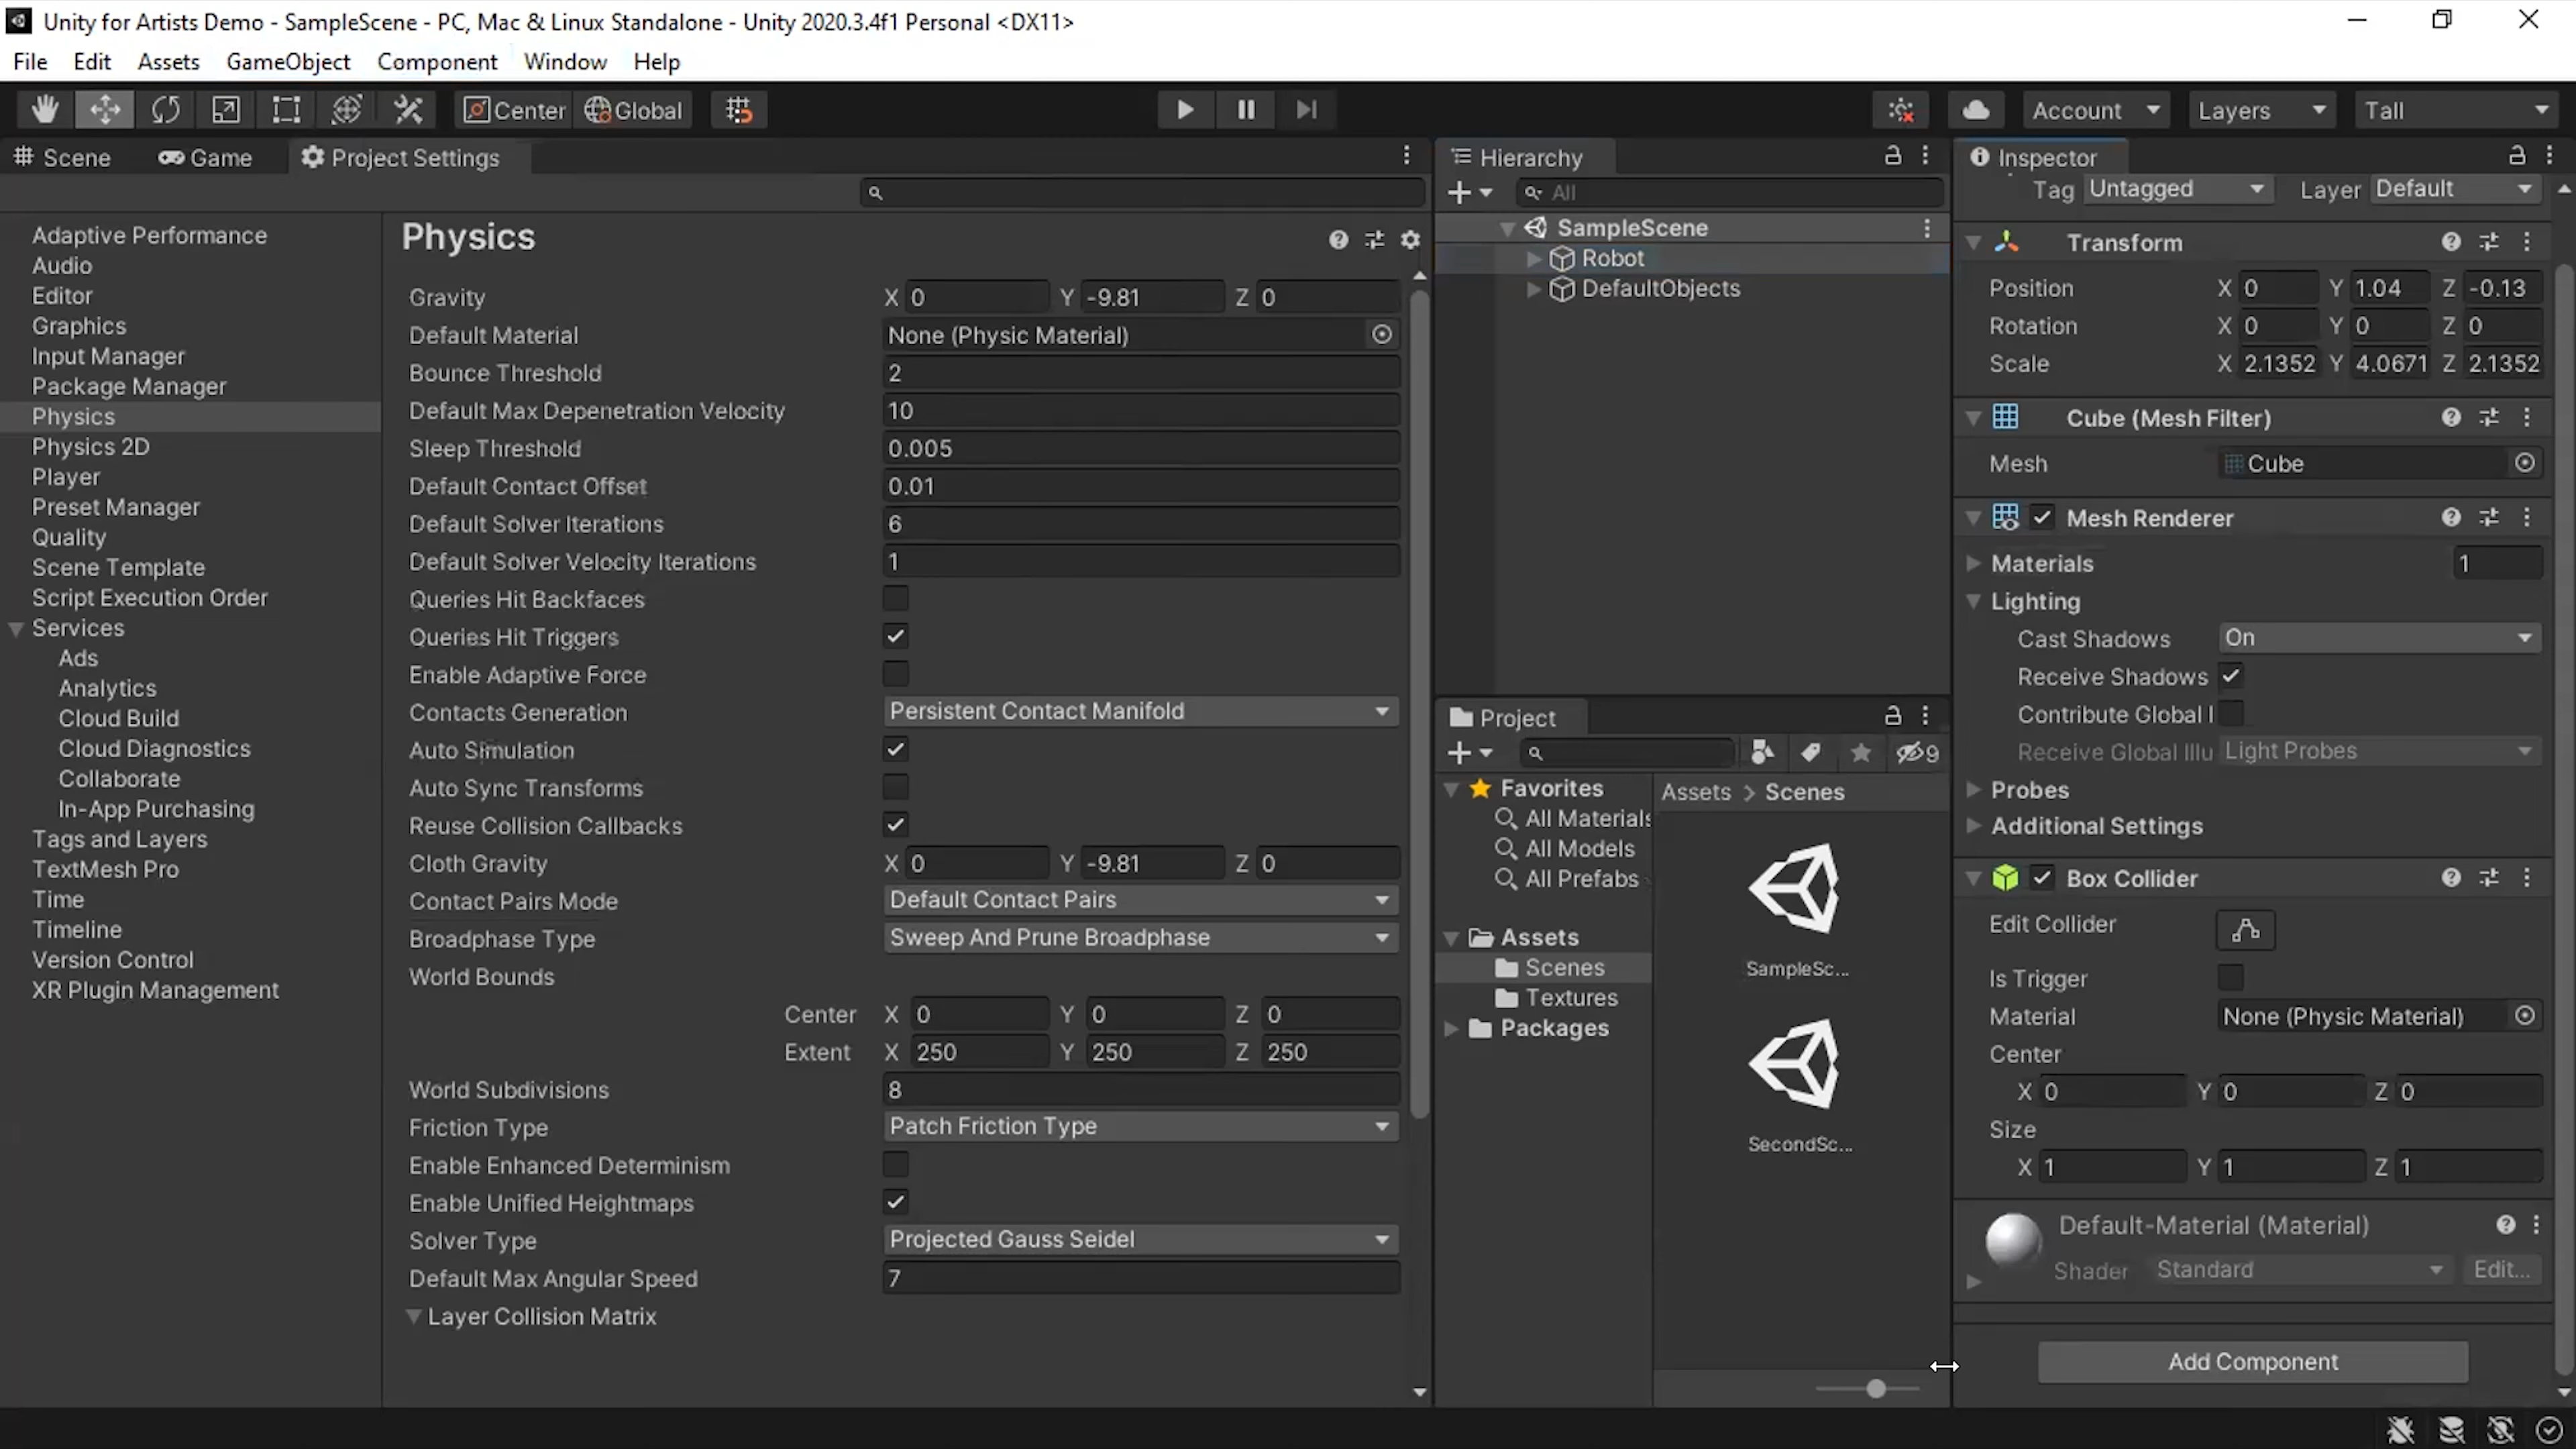 Unity for Artists Demo - SampleScene - PC, Mac & Linux Standalone - Unity 2020.3.4f1 Personal <DX11>
File Edit Assets GameObject Component Window Help
Center Global Account Layers Tall
Scene Game Project Settings
Adaptive Performance
Audio
Editor
Graphics
Input Manager
Package Manager
Physics
Physics 2D
Player
Preset Manager
Quality
Scene Template
Script Execution Order
Services
Ads
Analytics
Cloud Build
Cloud Diagnostics
Collaborate
In-App Purchasing
Tags and Layers
TextMesh Pro
Time
Timeline
Version Control
XR Plugin Management
Physics
Gravity X 0 Y -9.81 Z 0
Default Material None (Physic Material)
Bounce Threshold 2
Default Max Depenetration Velocity 10
Sleep Threshold 0.005
Default Contact Offset 0.01
Default Solver Iterations 6
Default Solver Velocity Iterations 1
Queries Hit Backfaces
Queries Hit Triggers
Enable Adaptive Force
Contacts Generation Persistent Contact Manifold
Auto Simulation
Auto Sync Transforms
Reuse Collision Callbacks
Cloth Gravity X 0 Y -9.81 Z 0
Contact Pairs Mode Default Contact Pairs
Broadphase Type Sweep And Prune Broadphase
World Bounds
Center X 0 Y 0 Z 0
Extent X 250 Y 250 Z 250
World Subdivisions 8
Friction Type Patch Friction Type
Enable Enhanced Determinism
Enable Unified Heightmaps
Solver Type Projected Gauss Seidel
Default Max Angular Speed 7
Layer Collision Matrix
Hierarchy
All
SampleScene
Robot
DefaultObjects
Project
9
Favorites
All Materials
All Models
All Prefabs
Assets
Scenes
Textures
Packages
Assets > Scenes
SampleSc...
SecondSc...
Inspector
Tag Untagged Layer Default
Transform
Position X 0 Y 1.04 Z -0.13
Rotation X 0 Y 0 Z 0
Scale X 2.1352 Y 4.0671 Z 2.1352
Cube (Mesh Filter)
Mesh Cube
Mesh Renderer
Materials 1
Lighting
Cast Shadows On
Receive Shadows
Contribute Global I
Receive Global Illu Light Probes
Probes
Additional Settings
Box Collider
Edit Collider
Is Trigger
Material None (Physic Material)
Center
X 0 Y 0 Z 0
Size
X 1 Y 1 Z 1
Default-Material (Material)
Shader Standard Edit...
Add Component